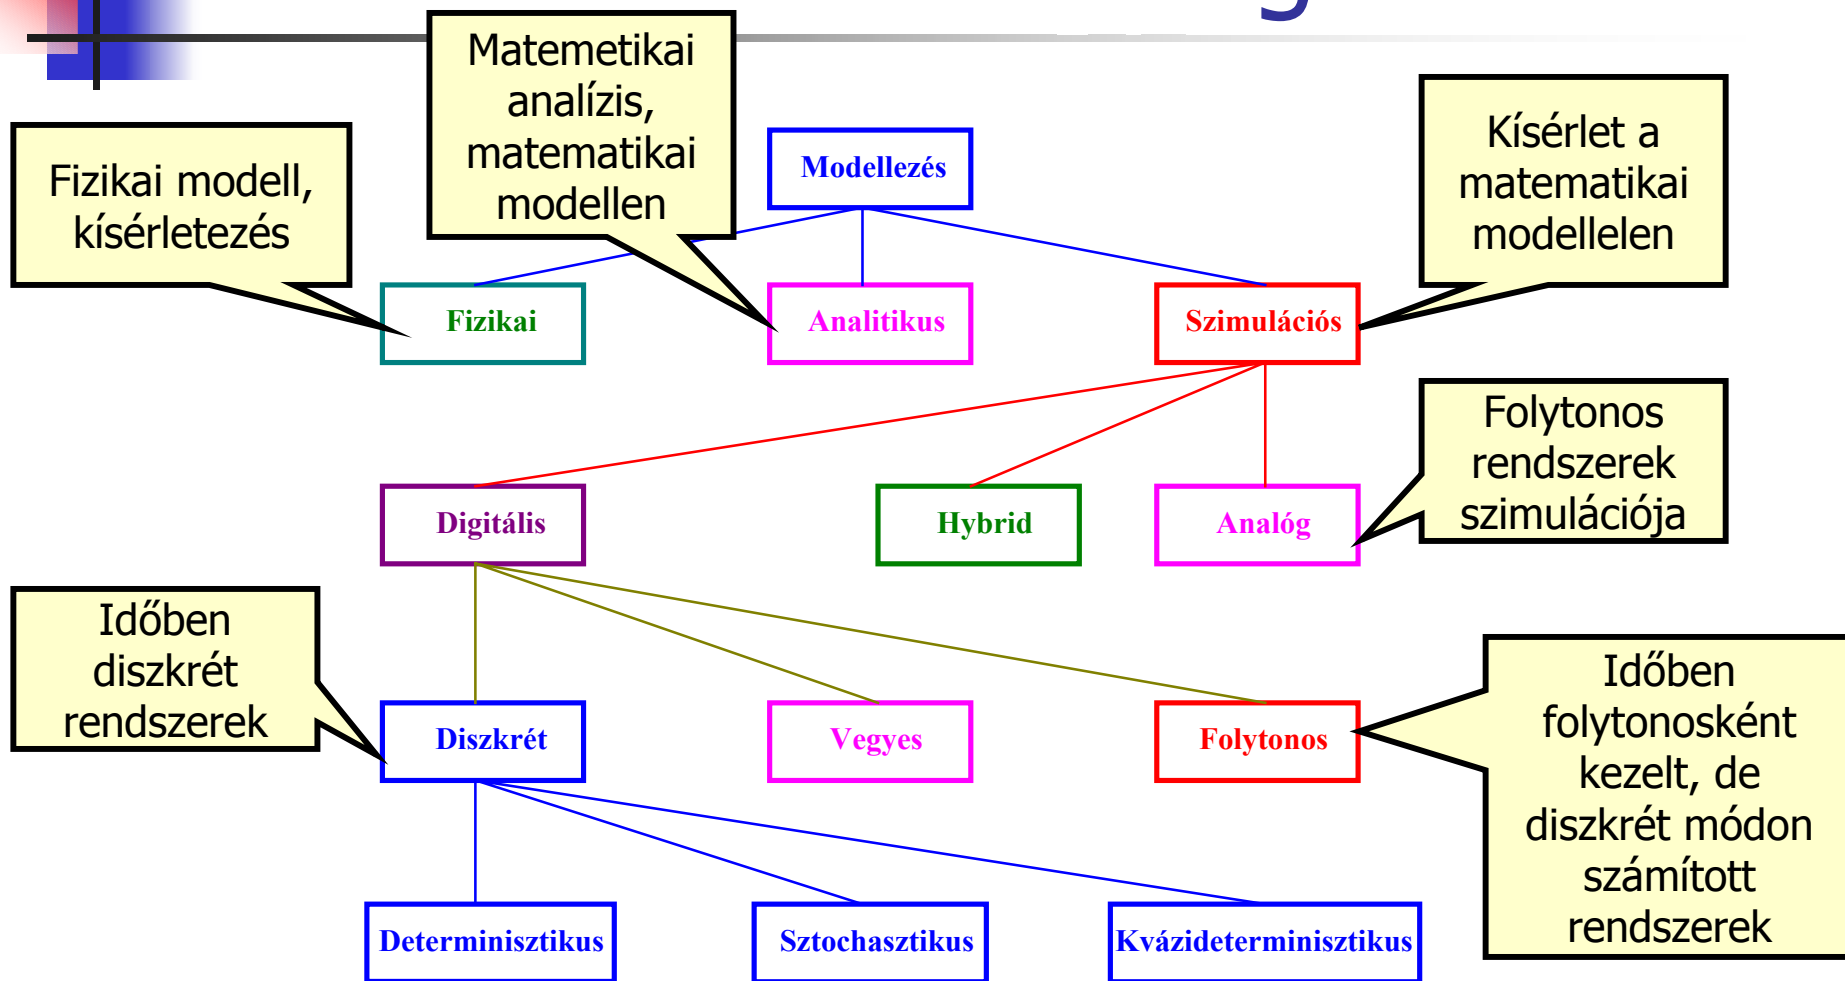 Matemetikai
analízis,
matematikai
modellen
Fizikai modell,
kísérletezés
Modellezés
Kísérlet a
matematikai
modellelen
Fizikai
Analitikus
Szimulációs
Folytonos
rendszerek
szimulációja
Digitális
Hybrid
Analóg
Időben
diszkrét
rendszerek
Diszkrét
Vegyes
Folytonos
Időben
folytonosként
kezelt, de
diszkrét módon
számított
rendszerek
Determinisztikus
Sztochasztikus
Kvázideterminisztikus